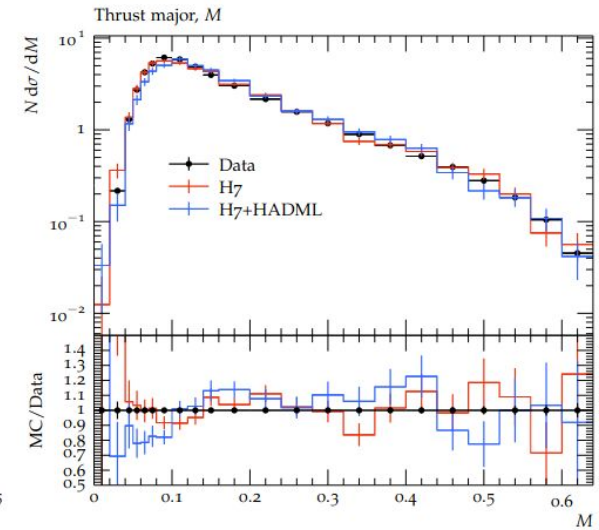 Thrust major, M
N dσ/dM
10¹
1
10⁻¹
10⁻²
Data
H7
H7+HADML
MC/Data
1.4
1.3
1.2
1.1
1
0.9
0.8
0.7
0.6
0.5
5
0 0.1 0.2 0.3 0.4 0.5 0.6
M